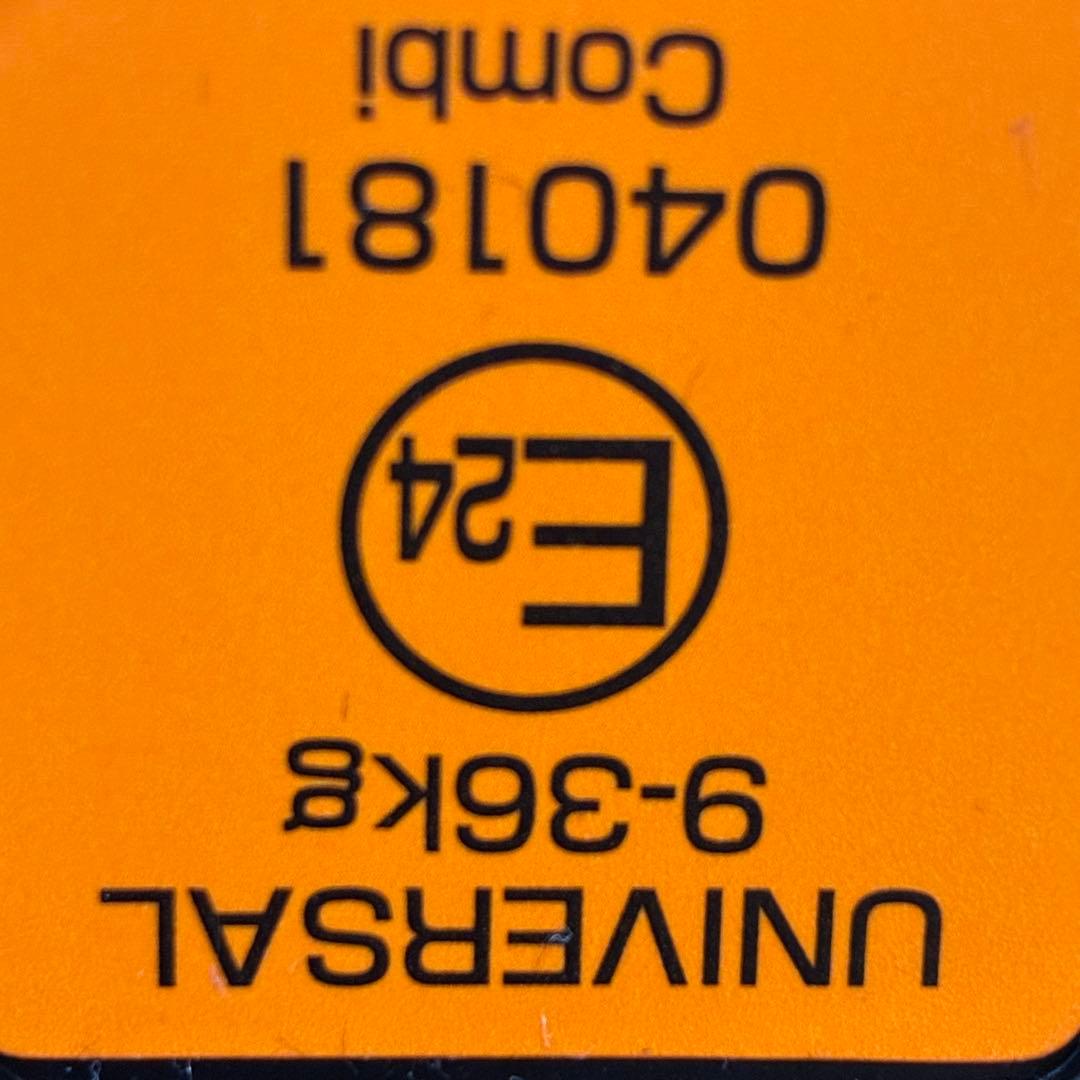 UNIVERSAL
9-36kg
E24
040181
Combi